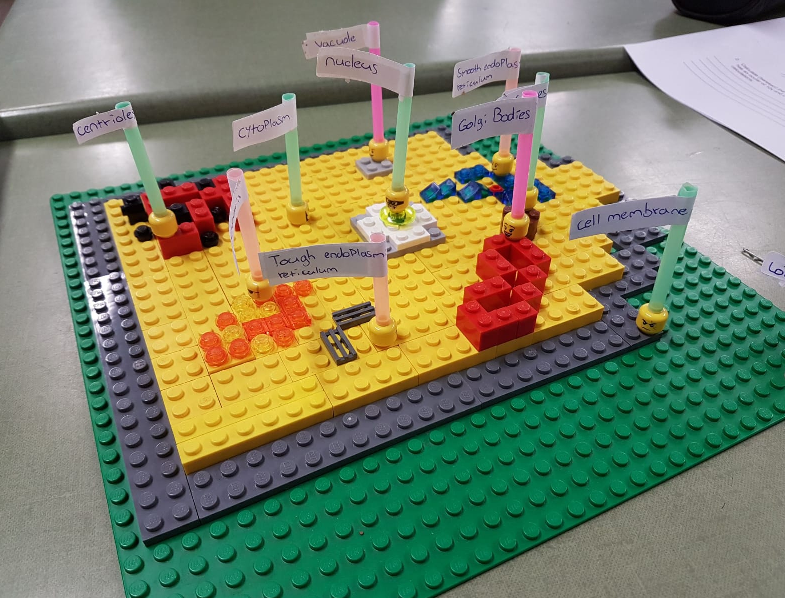 vacuole
nucleus
Smooth endoplas
reticulum
centrioles
cytoplasm
Golgi Bodies
cell membrane
Tough endoplasm
reticulum